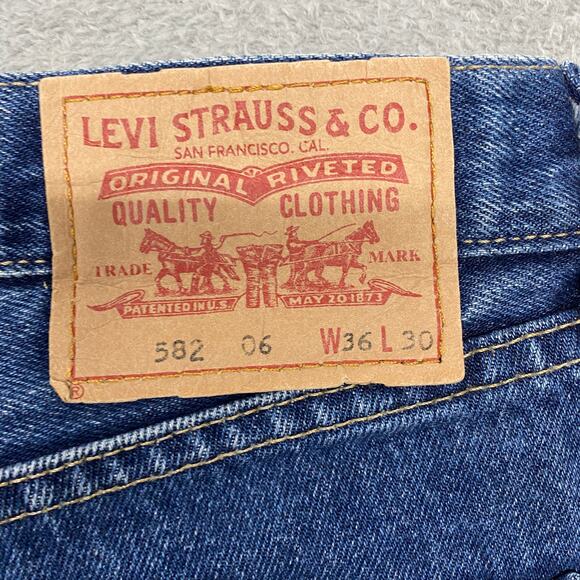 LEVI STRAUSS & CO.
SAN FRANCISCO, CAL.
ORIGINAL RIVETED
QUALITY CLOTHING
TRADE MARK
PATENTED IN U.S. MAY 20 1873
582 06 W36 L 30
®